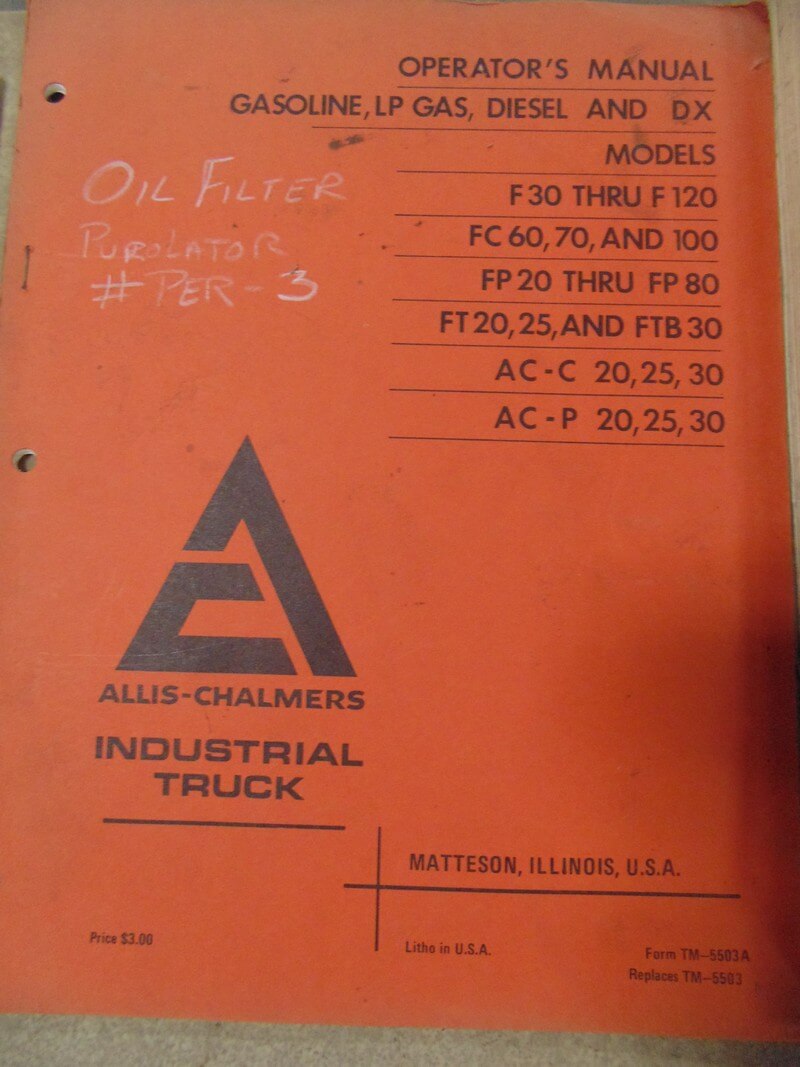 OPERATOR'S MANUAL
GASOLINE, LP GAS, DIESEL AND DX
MODELS
F 30 THRU F 120
FC 60, 70, AND 100
FP 20 THRU FP 80
FT 20, 25, AND FTB 30
AC-C 20, 25, 30
AC-P 20, 25, 30
OIL FILTER
PUROLATOR
# PER-3
ALLIS-CHALMERS
INDUSTRIAL
TRUCK
MATTESON, ILLINOIS, U.S.A.
Price $3.00
Litho in U.S.A.
Form TM-5503A
Replaces TM-5503